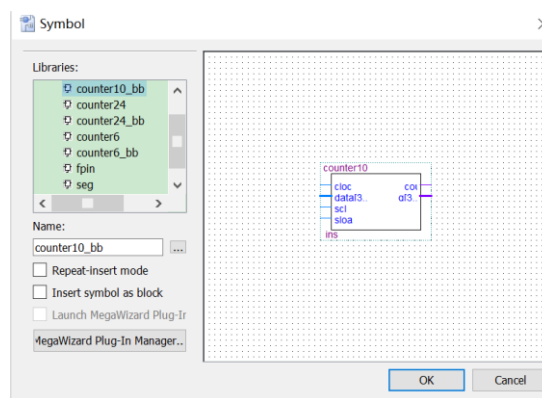 Symbol
Libraries:
counter10_bb
counter24
counter24_bb
counter6
counter6_bb
fpin
seg
Name:
counter10_bb
...
Repeat-insert mode
Insert symbol as block
Launch MegaWizard Plug-Ir
MegaWizard Plug-In Manager..
counter10
cloc
cou
data[3..
q[3..
scl
sloa
ins
OK
Cancel